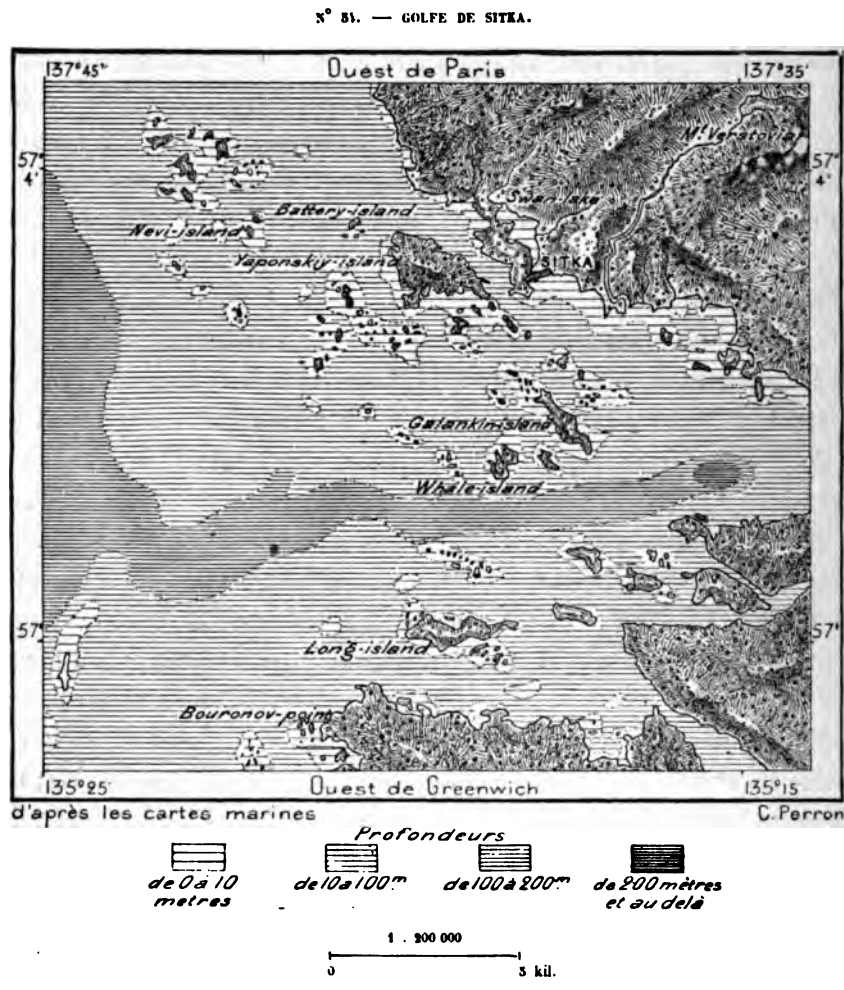 N° 34. — GOLFE DE SITKA.
137°45' Ouest de Paris 137°35'
Mt Veratovia
57° 4' 57° 4'
Swan-lake
Battery-island
Nevi-island
Yaponskiy-island SITKA
Galankin-island
Whale-island
57° 57°
Long-island
Bouronov-point
135°25' Ouest de Greenwich 135°15'
d'après les cartes marines C. Perron
Profondeurs
de 0 à 10 metres
de 10 a 100m.
de 100 à 200m.
de 200 mètres et au delà
1 . 200 000
0 5 kil.